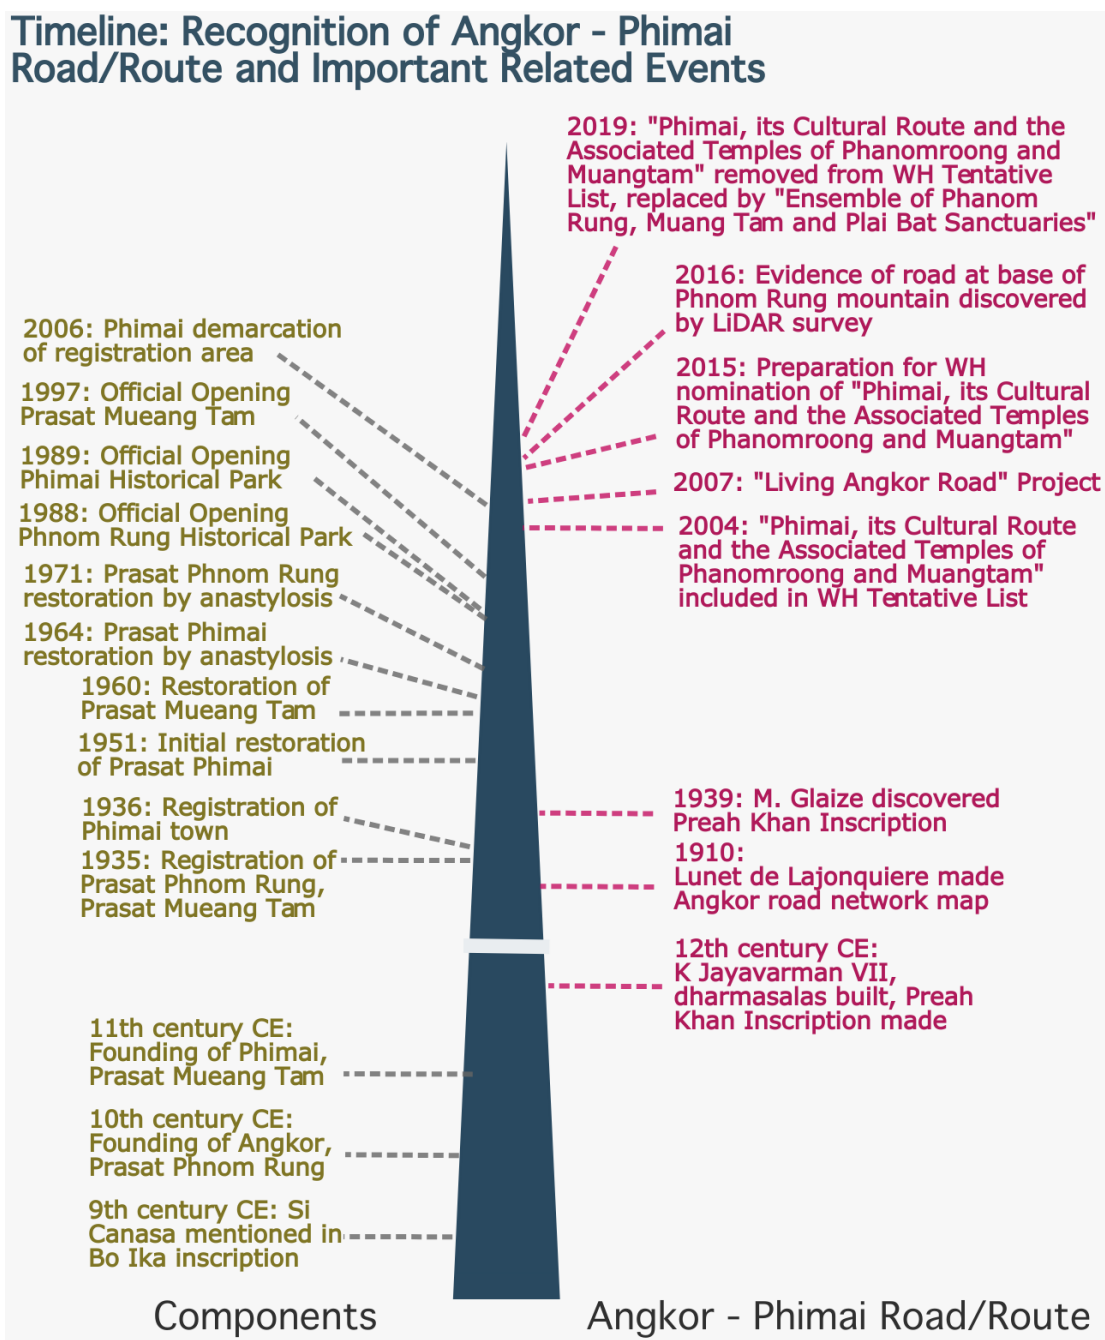 Timeline: Recognition of Angkor - Phimai
Road/Route and Important Related Events
2019: "Phimai, its Cultural Route and the
Associated Temples of Phanomroong and
Muangtam" removed from WH Tentative
List, replaced by "Ensemble of Phanom
Rung, Muang Tam and Plai Bat Sanctuaries"
2016: Evidence of road at base of
Phnom Rung mountain discovered
by LiDAR survey
2015: Preparation for WH
nomination of "Phimai, its Cultural
Route and the Associated Temples
of Phanomroong and Muangtam"
2007: "Living Angkor Road" Project
2004: "Phimai, its Cultural Route
and the Associated Temples of
Phanomroong and Muangtam"
included in WH Tentative List
1939: M. Glaize discovered
Preah Khan Inscription
1910:
Lunet de Lajonquiere made
Angkor road network map
12th century CE:
K Jayavarman VII,
dharmasalas built, Preah
Khan Inscription made
2006: Phimai demarcation
of registration area
1997: Official Opening
Prasat Mueang Tam
1989: Official Opening
Phimai Historical Park
1988: Official Opening
Phnom Rung Historical Park
1971: Prasat Phnom Rung
restoration by anastylosis
1964: Prasat Phimai
restoration by anastylosis
1960: Restoration of
Prasat Mueang Tam
1951: Initial restoration
of Prasat Phimai
1936: Registration of
Phimai town
1935: Registration of
Prasat Phnom Rung,
Prasat Mueang Tam
11th century CE:
Founding of Phimai,
Prasat Mueang Tam
10th century CE:
Founding of Angkor,
Prasat Phnom Rung
9th century CE: Si
Canasa mentioned in
Bo Ika inscription
Components
Angkor - Phimai Road/Route